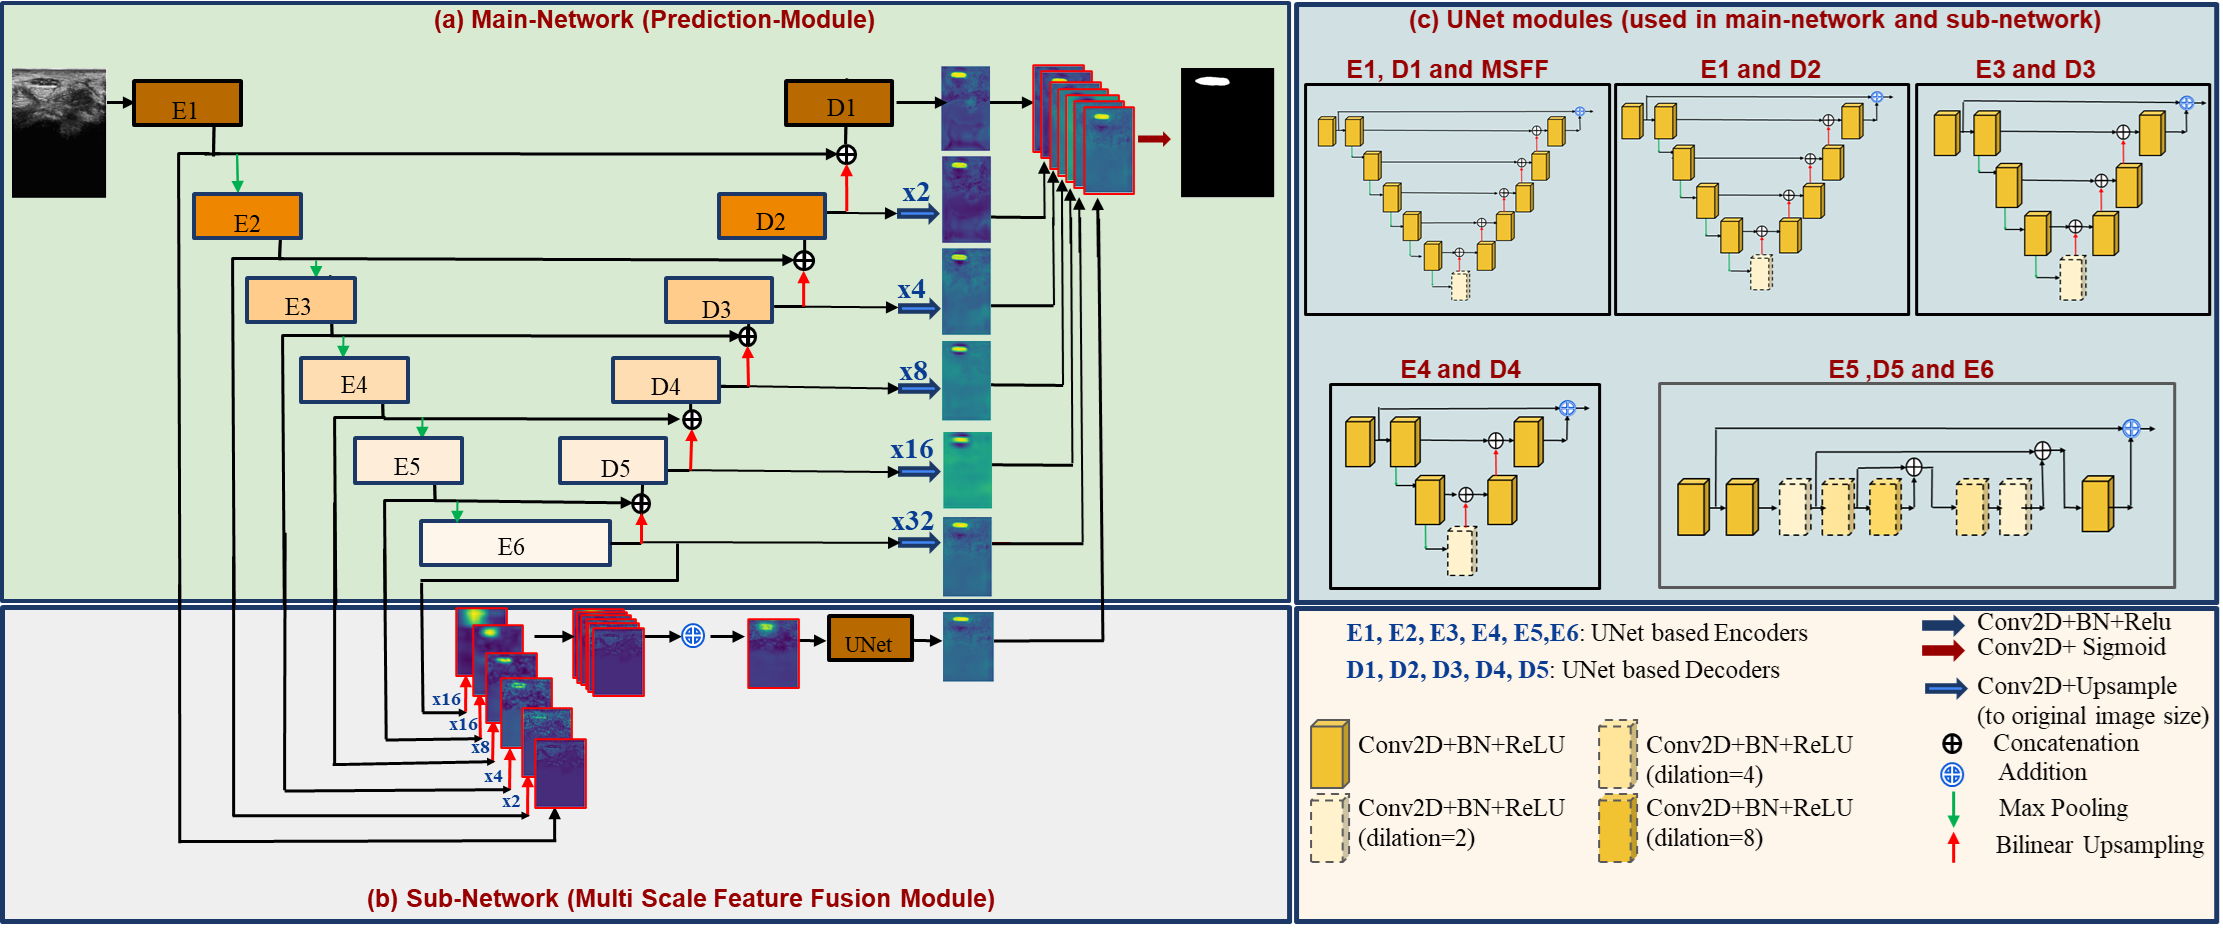 (a) Main-Network (Prediction-Module)
E1
D1
E2
D2
x2
E3
D3
x4
E4
D4
x8
E5
D5
x16
E6
x32
UNet
x16
x16
x8
x4
x2
(b) Sub-Network (Multi Scale Feature Fusion Module)
(c) UNet modules (used in main-network and sub-network)
E1, D1 and MSFF
E1 and D2
E3 and D3
E4 and D4
E5 ,D5 and E6
E1, E2, E3, E4, E5,E6: UNet based Encoders
D1, D2, D3, D4, D5: UNet based Decoders
Conv2D+BN+ReLU
Conv2D+BN+ReLU
(dilation=4)
Conv2D+BN+ReLU
(dilation=2)
Conv2D+BN+ReLU
(dilation=8)
Conv2D+BN+Relu
Conv2D+ Sigmoid
Conv2D+Upsample
(to original image size)
Concatenation
Addition
Max Pooling
Bilinear Upsampling